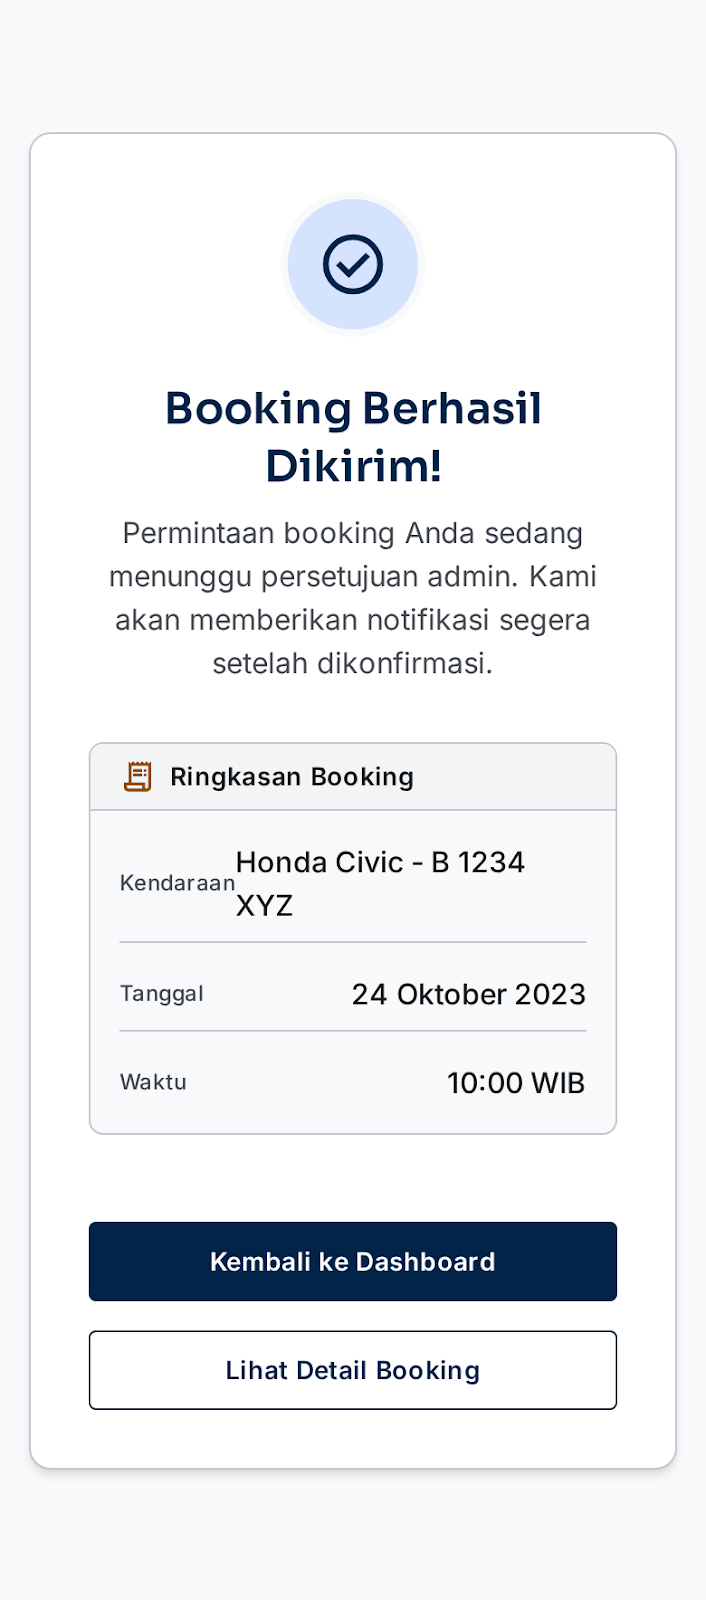 Booking Berhasil
Dikirim!
Permintaan booking Anda sedang
menunggu persetujuan admin. Kami
akan memberikan notifikasi segera
setelah dikonfirmasi.
Ringkasan Booking
Kendaraan
Honda Civic - B 1234
XYZ
Tanggal
24 Oktober 2023
Waktu
10:00 WIB
Kembali ke Dashboard
Lihat Detail Booking